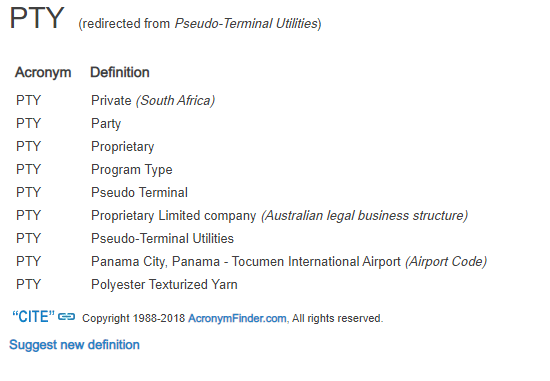 PTY (redirected from Pseudo-Terminal Utilities)
Acronym Definition
PTY Private (South Africa)
PTY Party
PTY Proprietary
PTY Program Type
PTY Pseudo Terminal
PTY Proprietary Limited company (Australian legal business structure)
PTY Pseudo-Terminal Utilities
PTY Panama City, Panama - Tocumen International Airport (Airport Code)
PTY Polyester Texturized Yarn
“CITE” Copyright 1988-2018 AcronymFinder.com, All rights reserved.
Suggest new definition